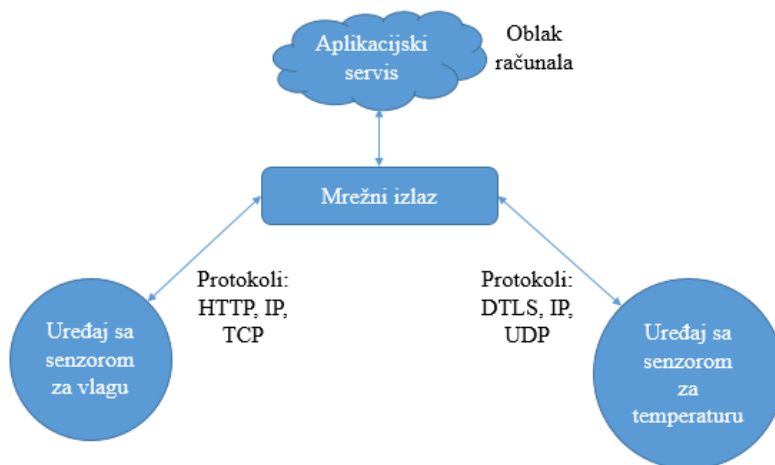 Aplikacijski
servis
Oblak
računala
Mrežni izlaz
Protokoli:
HTTP, IP,
TCP
Protokoli:
DTLS, IP,
UDP
Uređaj sa
senzorom
za vlagu
Uređaj sa
senzorom
za
temperaturu